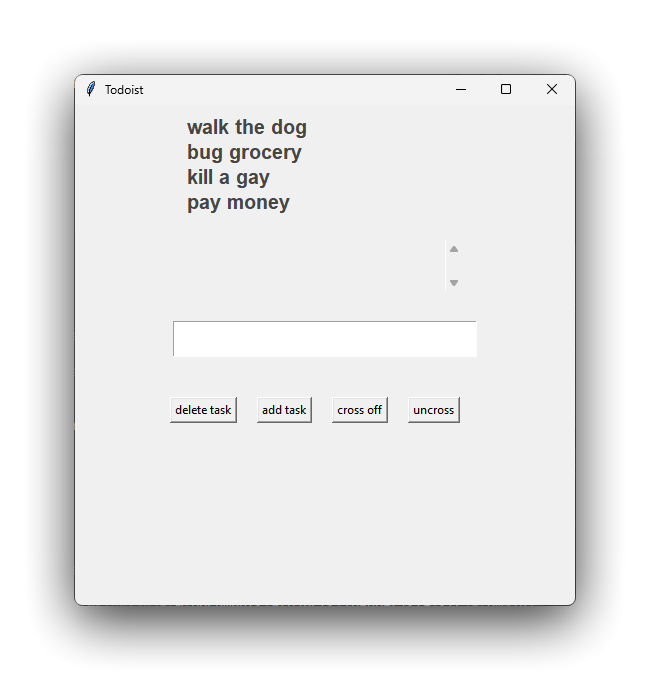 Todoist
walk the dog
bug grocery
kill a gay
pay money
delete task add task cross off uncross